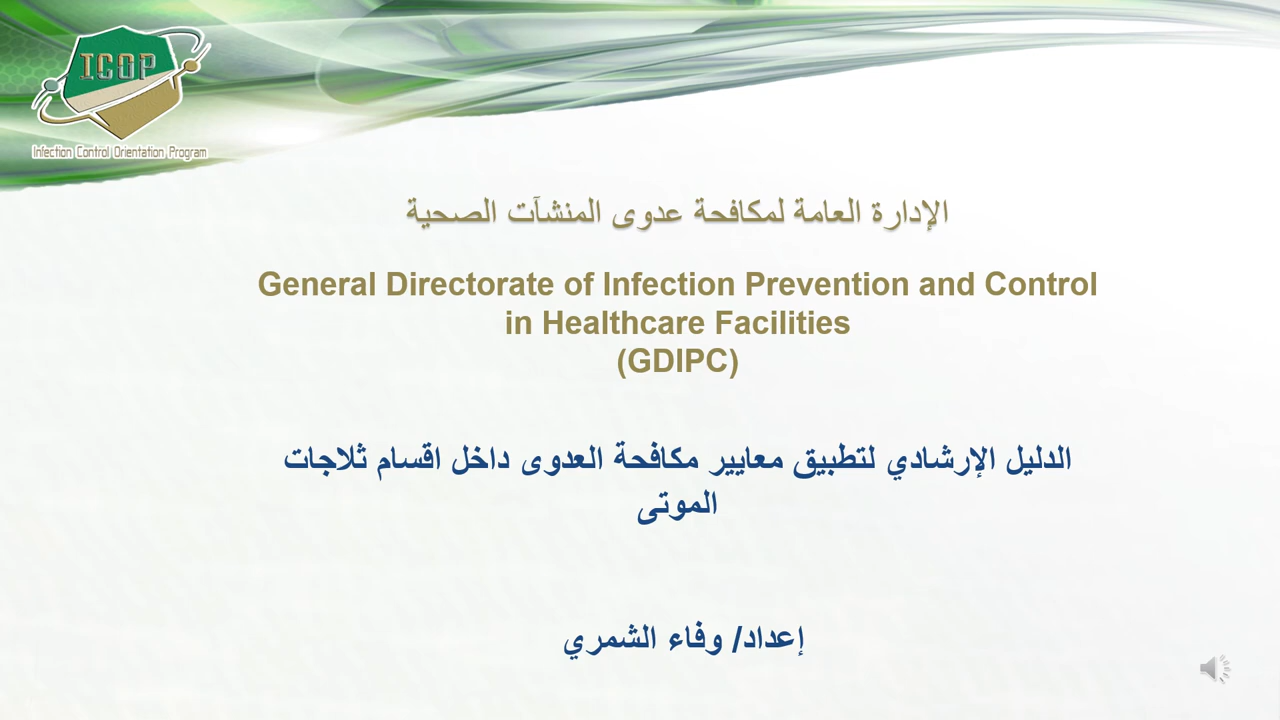 ICOP
Infection Control Orientation Program
الإدارة العامة لمكافحة عدوى المنشآت الصحية
General Directorate of Infection Prevention and Control
in Healthcare Facilities
(GDIPC)
الدليل الإرشادي لتطبيق معايير مكافحة العدوى داخل اقسام ثلاجات
الموتى
إعداد/ وفاء الشمري